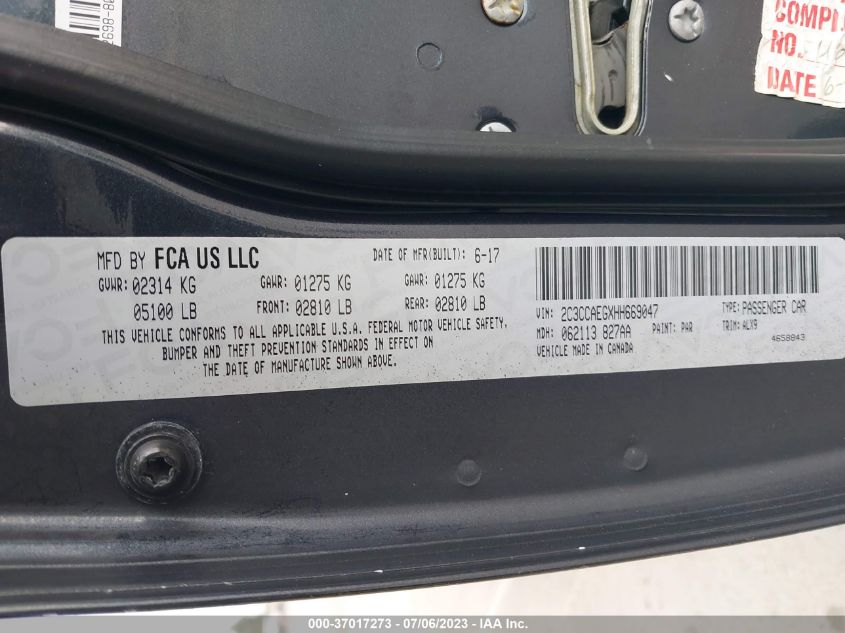 COMPL
NO.
DATE 6-
MFD BY FCA US LLC
DATE OF MFR(BUILT): 6-17
GVWR: 02314 KG
GAWR: 01275 KG
GAWR: 01275 KG
05100 LB
FRONT: 02810 LB
REAR: 02810 LB
THIS VEHICLE CONFORMS TO ALL APPLICABLE U.S.A. FEDERAL MOTOR VEHICLE SAFETY,
BUMPER AND THEFT PREVENTION STANDARDS IN EFFECT ON
THE DATE OF MANUFACTURE SHOWN ABOVE.
VIN: 2C3CCAEGXHH669047
TYPE: PASSENGER CAR
MDH: 062113 827AA
PAINT: PAR
TRIM: ALX9
VEHICLE MADE IN CANADA
4658843
000-37017273 - 07/06/2023 - IAA Inc.